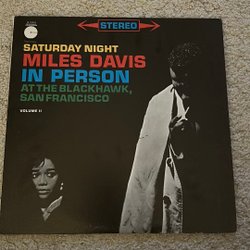 STEREO
SATURDAY NIGHT
MILES DAVIS
IN PERSON
AT THE BLACKHAWK,
SAN FRANCISCO
VOLUME II